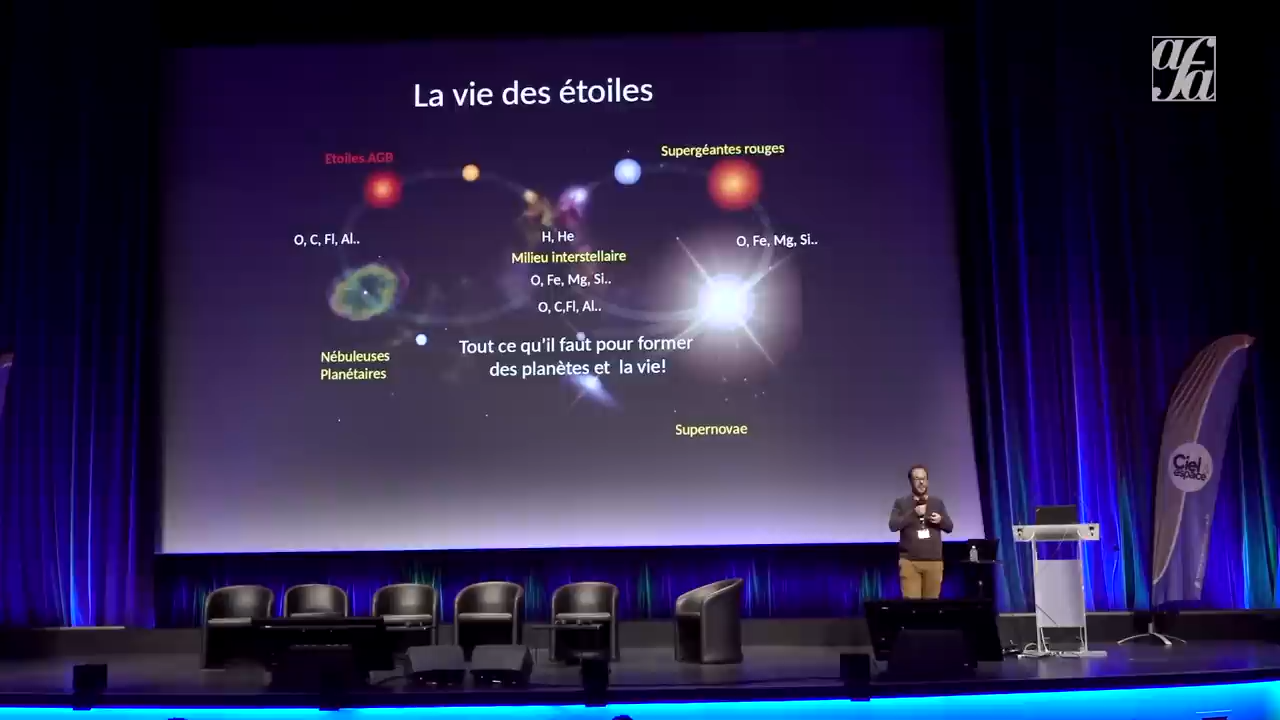 afa
La vie des étoiles
Etoiles AGB
Supergéantes rouges
O, C, Fl, Al..
H, He
O, Fe, Mg, Si..
Milieu interstellaire
O, Fe, Mg, Si..
O, C,Fl, Al..
Tout ce qu'il faut pour former
des planètes et  la vie!
Nébuleuses
Planétaires
Supernovae
Ciel &
espace